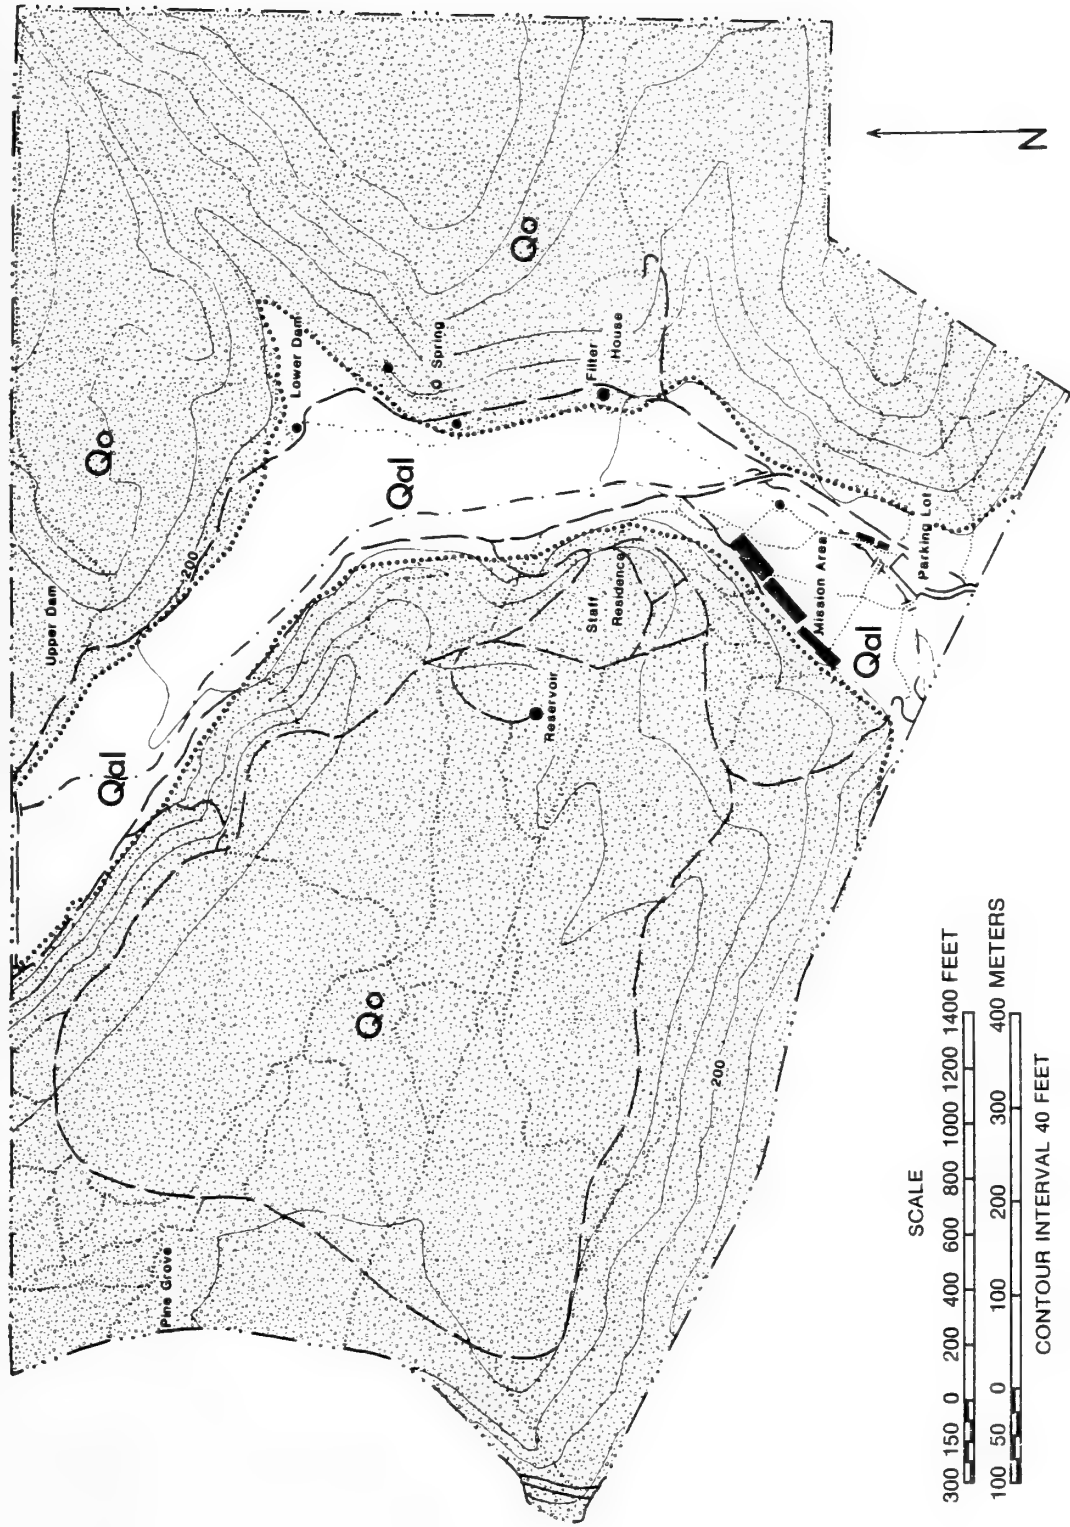 Pine Grove
Qo
200
Qal
Reservoir
Staff
Residence
Upper Dam
200
Qo
Qal
Lower Dam
O Spring
Filter
House
Qo
Mission Area
Qal
Parking Lot
N
SCALE
300 150 0 200 400 600 800 1000 1200 1400 FEET
100 50 0 100 200 300 400 METERS
CONTOUR INTERVAL 40 FEET